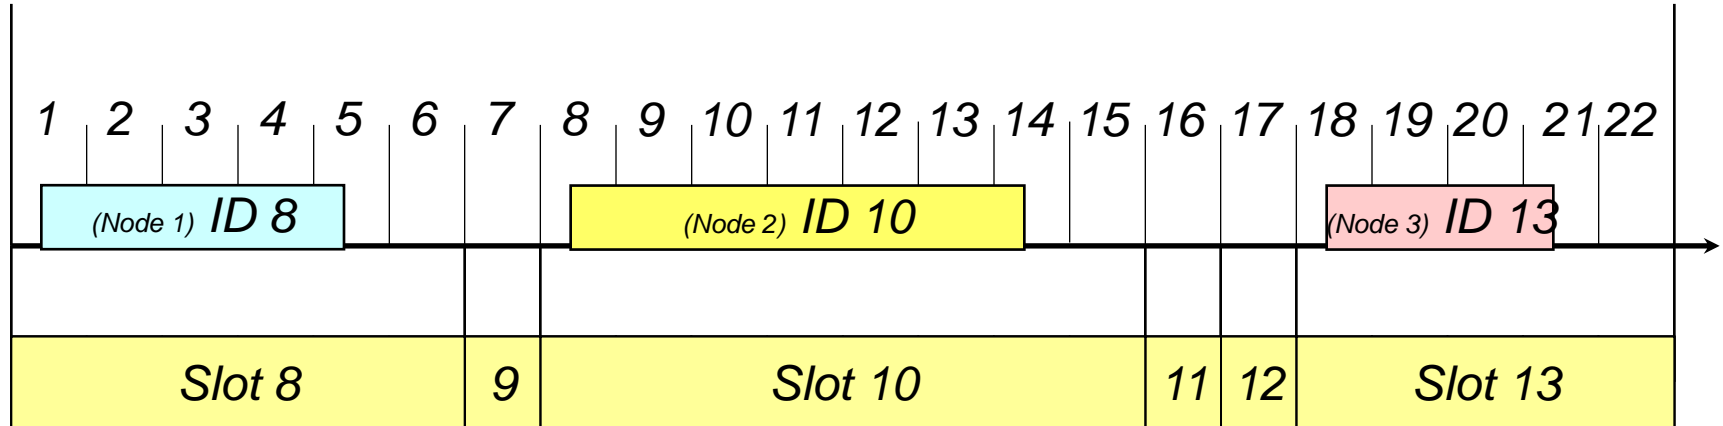 1 2 3 4 5 6 7 8 9 10 11 12 13 14 15 16 17 18 19 20 21 22
(Node 1) ID 8 (Node 2) ID 10 (Node 3) ID 13
Slot 8 9 Slot 10 11 12 Slot 13